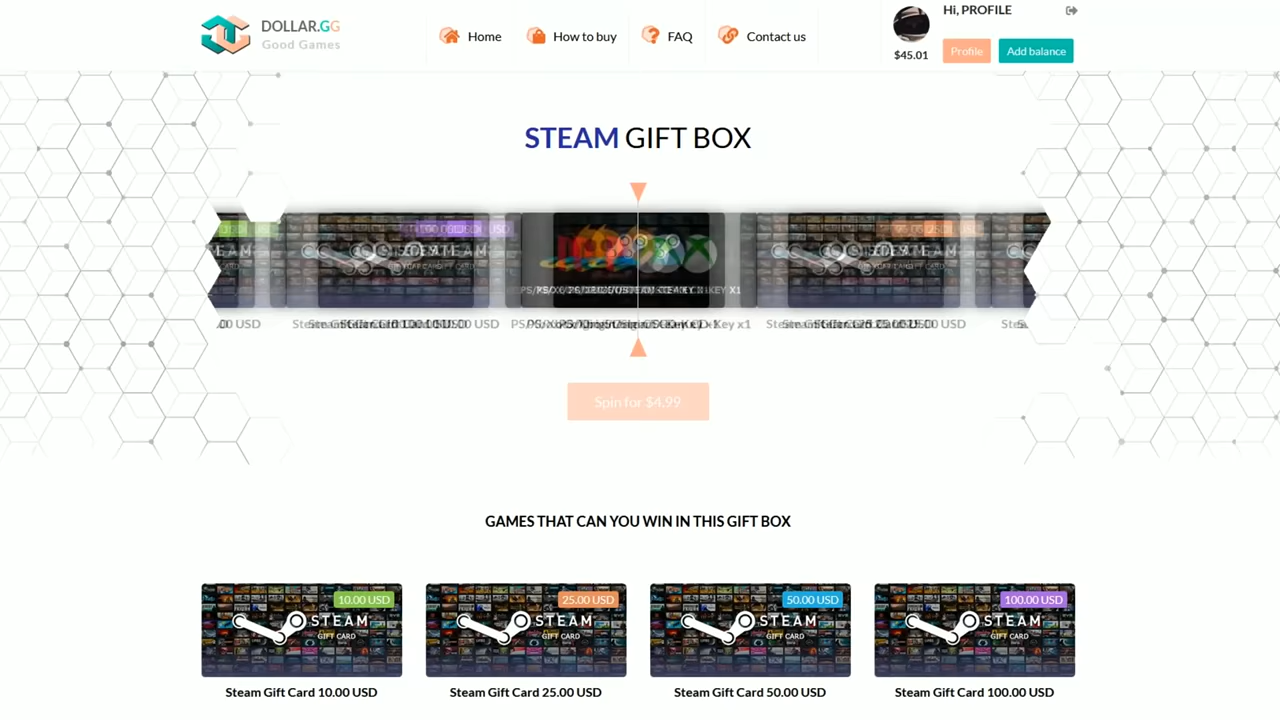 DOLLAR.GG
Good Games
Home
How to buy
FAQ
Contact us
Hi, PROFILE
$45.01
Profile
Add balance
STEAM GIFT BOX
Spin for $4.99
GAMES THAT CAN YOU WIN IN THIS GIFT BOX
10.00 USD
STEAM
GIFT CARD
25.00 USD
STEAM
GIFT CARD
50.00 USD
STEAM
GIFT CARD
100.00 USD
STEAM
GIFT CARD
Steam Gift Card 10.00 USD
Steam Gift Card 25.00 USD
Steam Gift Card 50.00 USD
Steam Gift Card 100.00 USD